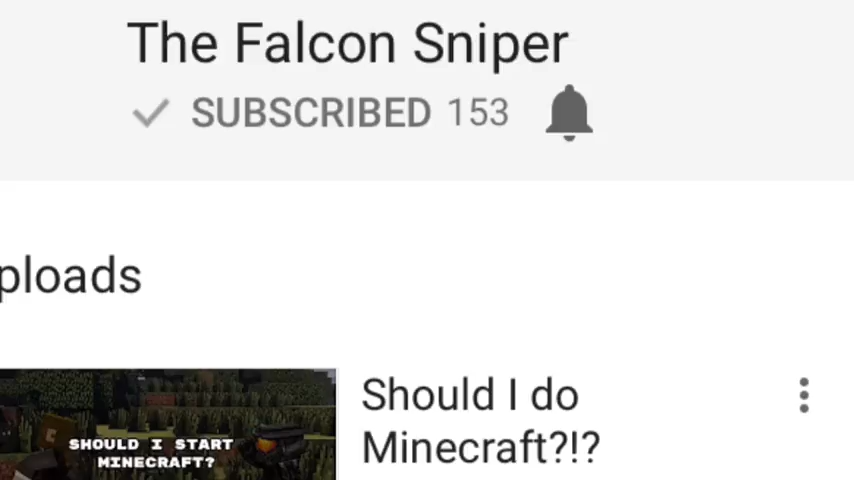 The Falcon Sniper
SUBSCRIBED 153
ploads
Should I do
Minecraft?!?
SHOULD I START
MINECRAFT?